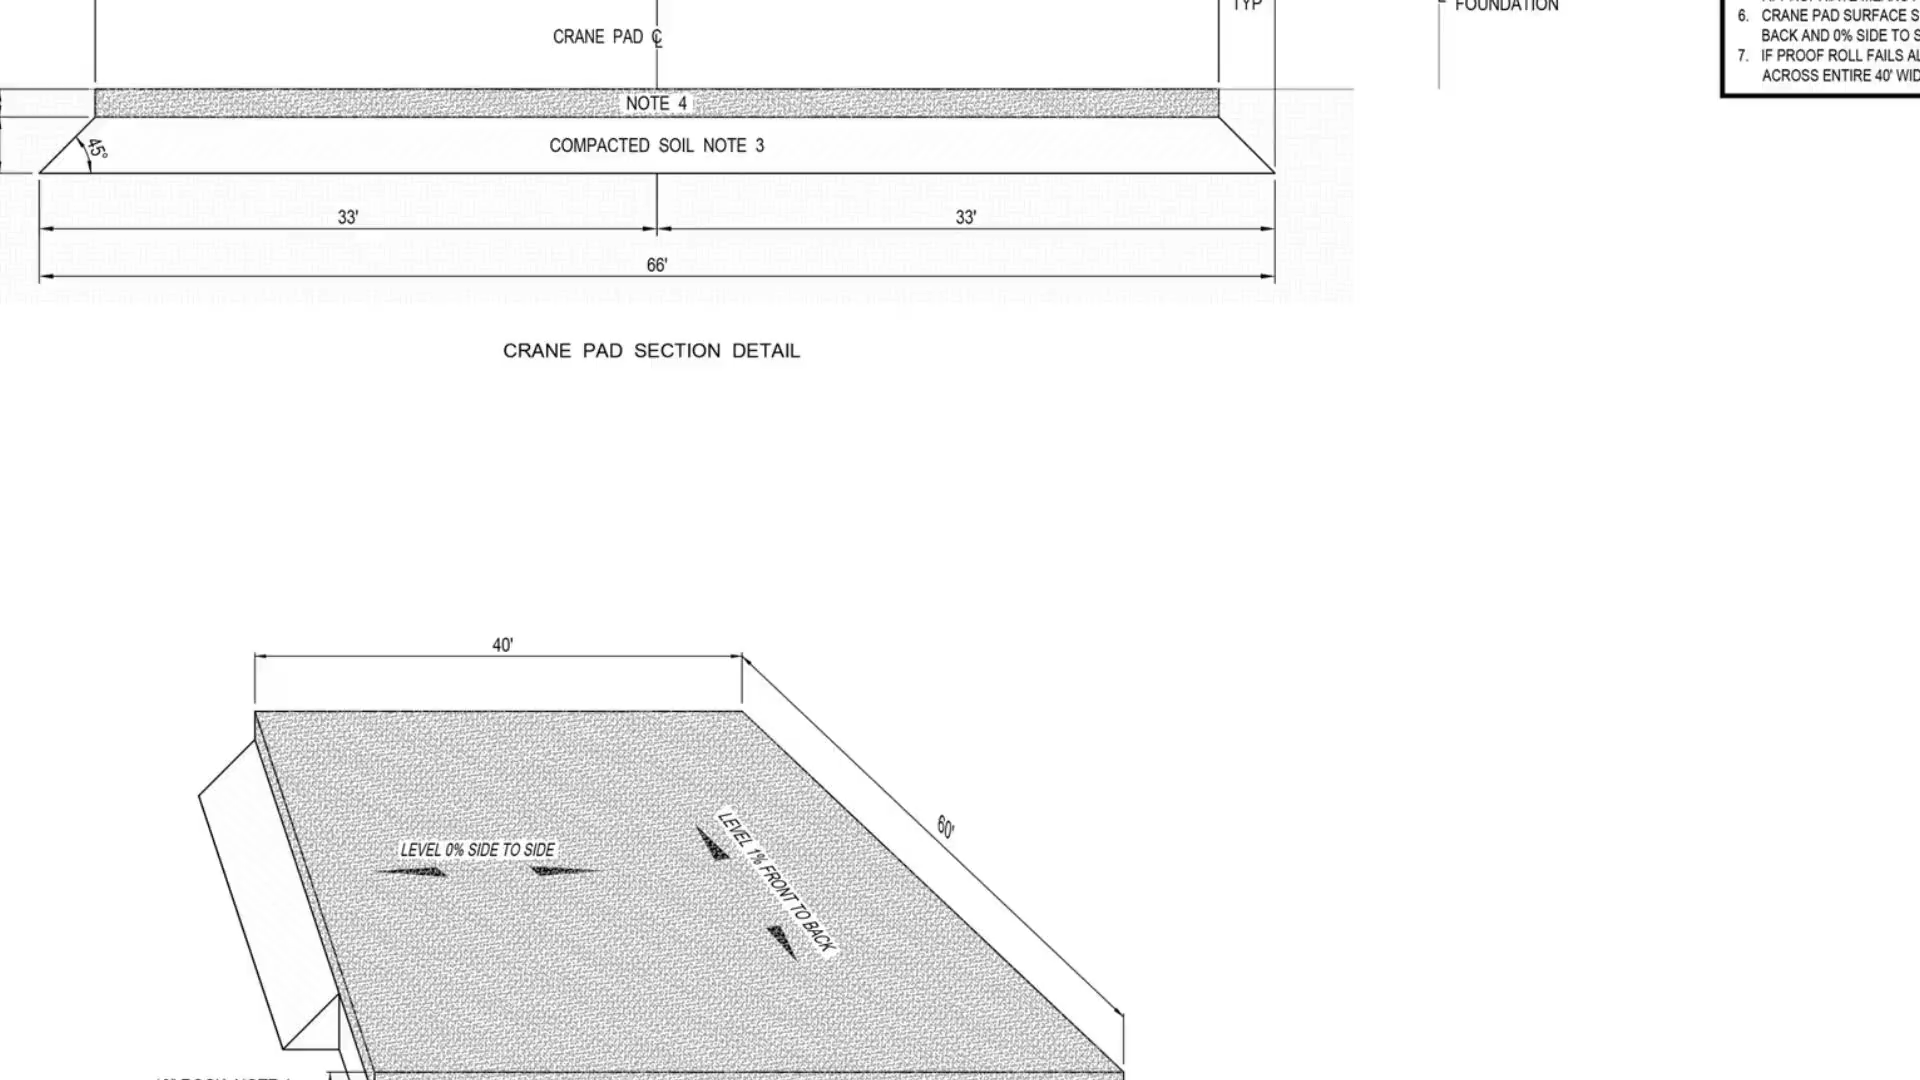 TYP
FOUNDATION
CRANE PAD ℄
6. CRANE PAD SURFACE S
BACK AND 0% SIDE TO S
7. IF PROOF ROLL FAILS AL
ACROSS ENTIRE 40' WID
NOTE 4
COMPACTED SOIL NOTE 3
45°
33'
33'
66'
CRANE PAD SECTION DETAIL
40'
60'
LEVEL 0% SIDE TO SIDE
LEVEL 1% FRONT TO BACK